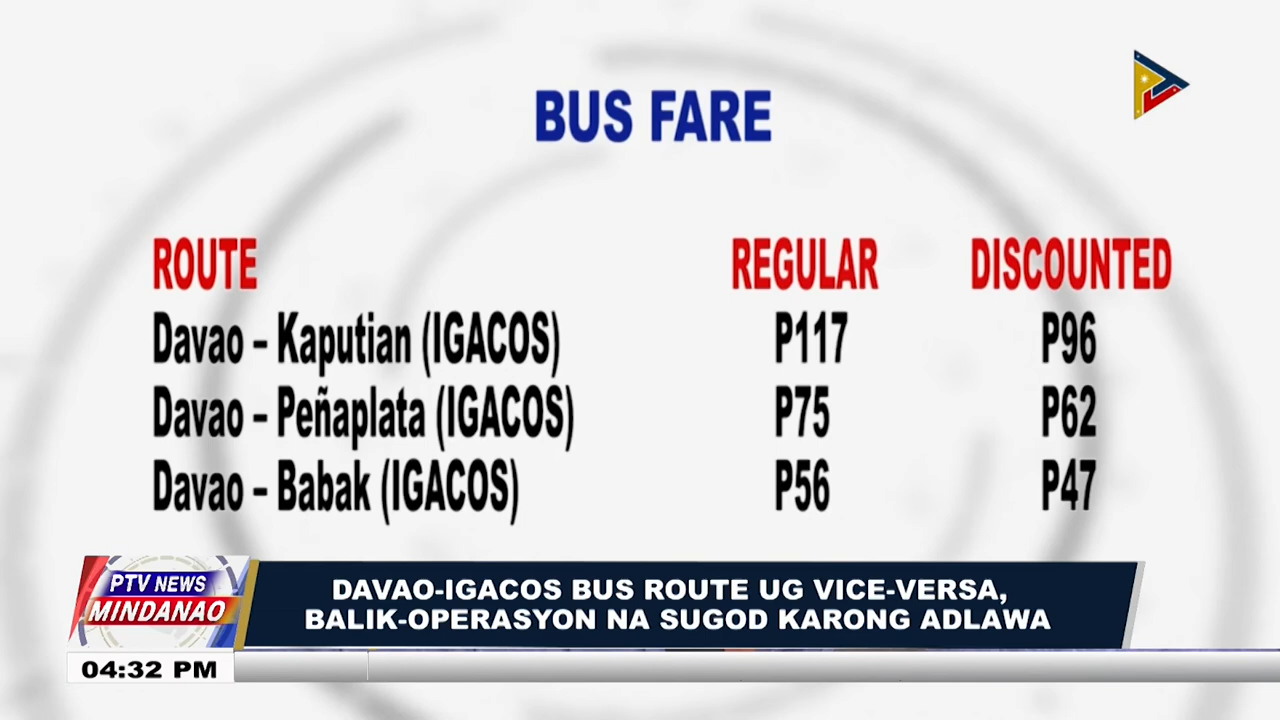 BUS FARE
ROUTE REGULAR DISCOUNTED
Davao – Kaputian (IGACOS) P117 P96
Davao – Peñaplata (IGACOS) P75 P62
Davao – Babak (IGACOS) P56 P47
PTV NEWS
MINDANAO
DAVAO-IGACOS BUS ROUTE UG VICE-VERSA,
BALIK-OPERASYON NA SUGOD KARONG ADLAWA
04:32 PM